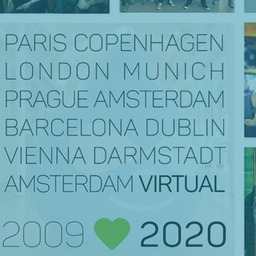 PARIS COPENHAGEN
LONDON MUNICH
PRAGUE AMSTERDAM
BARCELONA DUBLIN
VIENNA DARMSTADT
AMSTERDAM VIRTUAL
2009 💚 2020